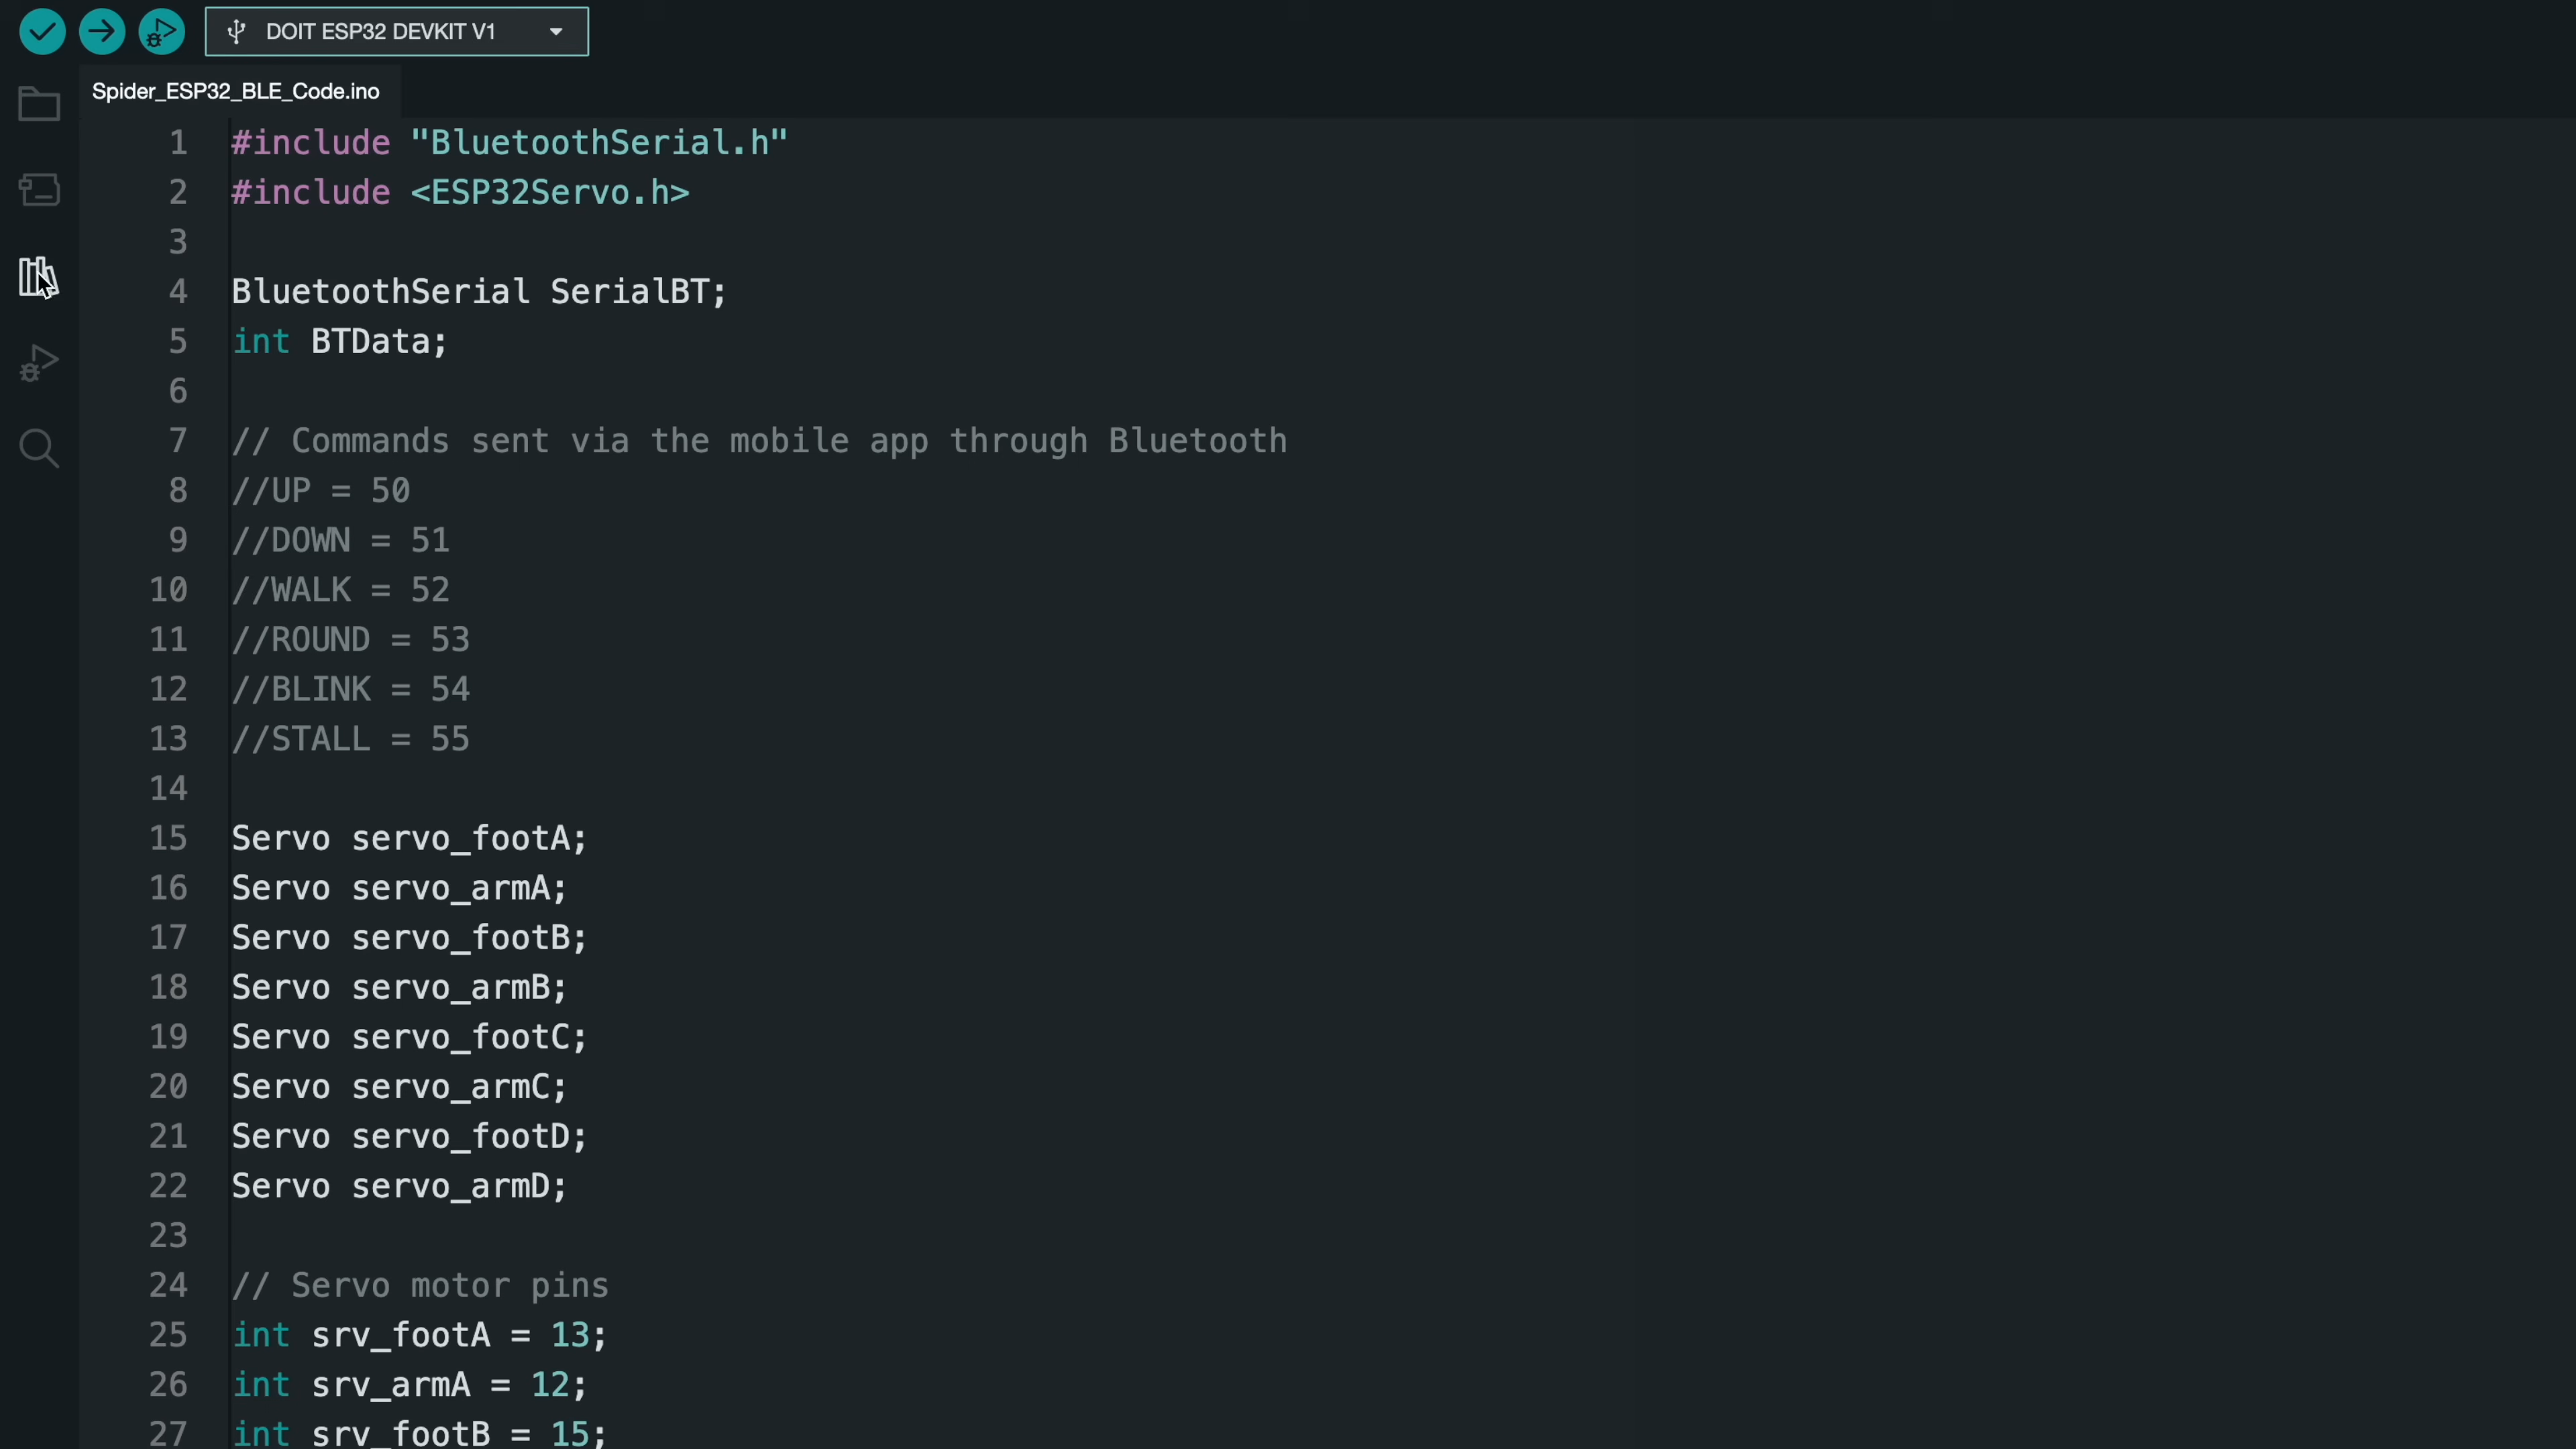 DOIT ESP32 DEVKIT V1
Spider_ESP32_BLE_Code.ino
1 #include "BluetoothSerial.h"
2 #include <ESP32Servo.h>
3
4 BluetoothSerial SerialBT;
5 int BTData;
6
7 // Commands sent via the mobile app through Bluetooth
8 //UP = 50
9 //DOWN = 51
10 //WALK = 52
11 //ROUND = 53
12 //BLINK = 54
13 //STALL = 55
14
15 Servo servo_footA;
16 Servo servo_armA;
17 Servo servo_footB;
18 Servo servo_armB;
19 Servo servo_footC;
20 Servo servo_armC;
21 Servo servo_footD;
22 Servo servo_armD;
23
24 // Servo motor pins
25 int srv_footA = 13;
26 int srv_armA = 12;
27 int srv_footB = 15;